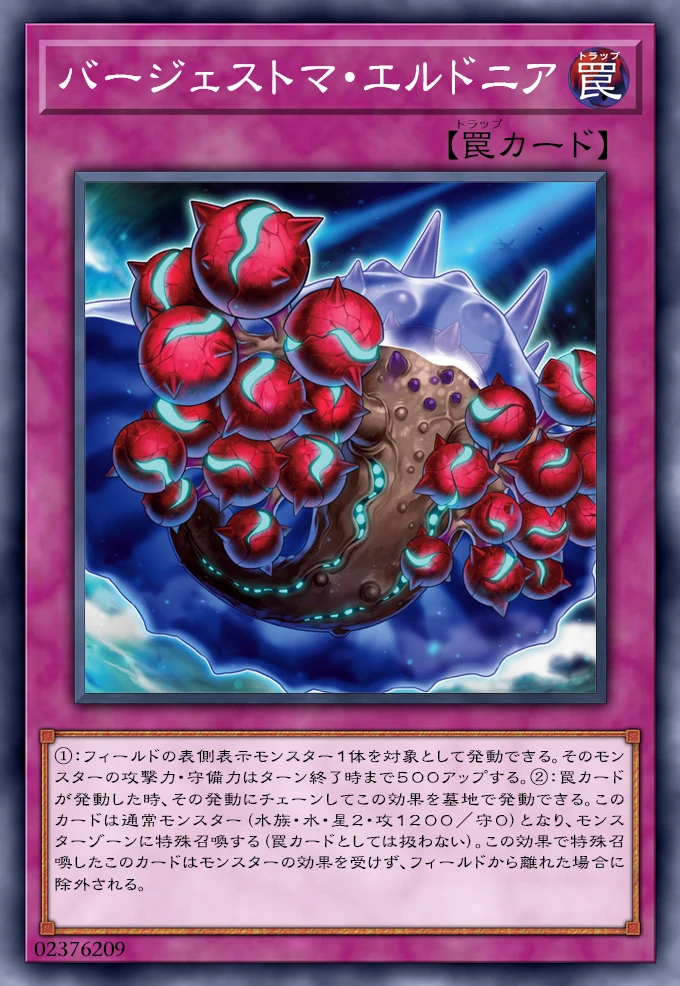 バージェストマ・エルドニア
トラップ
罠
トラップ
【罠カード】
①：フィールドの表側表示モンスター１体を対象として発動できる。そのモン
スターの攻撃力・守備力はターン終了時まで５００アップする。②：罠カード
が発動した時、その発動にチェーンしてこの効果を墓地で発動できる。この
カードは通常モンスター（水族・水・星２・攻１２００／守０）となり、モンス
ターゾーンに特殊召喚する（罠カードとしては扱わない）。この効果で特殊召
喚したこのカードはモンスターの効果を受けず、フィールドから離れた場合に
除外される。
02376209